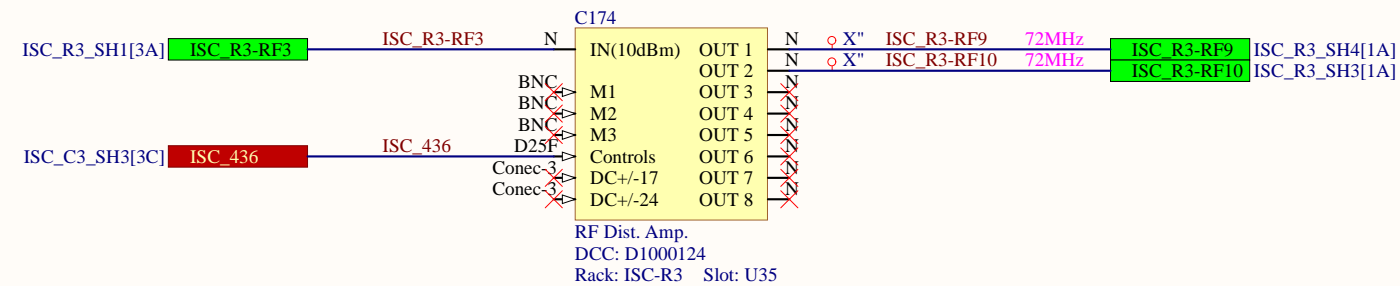 C174
ISC_R3_SH1[3A] ISC_R3-RF3 ISC_R3-RF3 N IN(10dBm) OUT 1 N X" ISC_R3-RF9 72MHz ISC_R3-RF9 ISC_R3_SH4[1A]
OUT 2 N X" ISC_R3-RF10 72MHz ISC_R3-RF10 ISC_R3_SH3[1A]
BNC M1 OUT 3 N
BNC M2 OUT 4 N
BNC M3 OUT 5 N
ISC_C3_SH3[3C] ISC_436 ISC_436 D25F Controls OUT 6 N
Conec-3 DC+/-17 OUT 7 N
Conec-3 DC+/-24 OUT 8 N
RF Dist. Amp.
DCC: D1000124
Rack: ISC-R3 Slot: U35